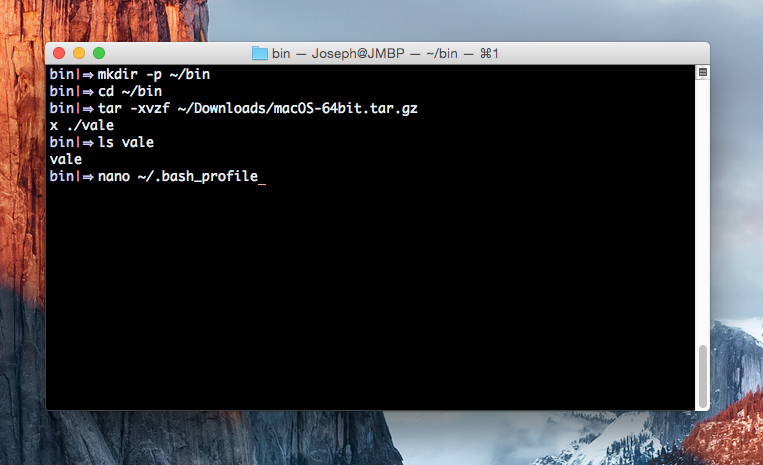 bin — Joseph@JMBP — ~/bin — ⌘1
bin|⇒ mkdir -p ~/bin
bin|⇒ cd ~/bin
bin|⇒ tar -xvzf ~/Downloads/macOS-64bit.tar.gz
x ./vale
bin|⇒ ls vale
vale
bin|⇒ nano ~/.bash_profile_